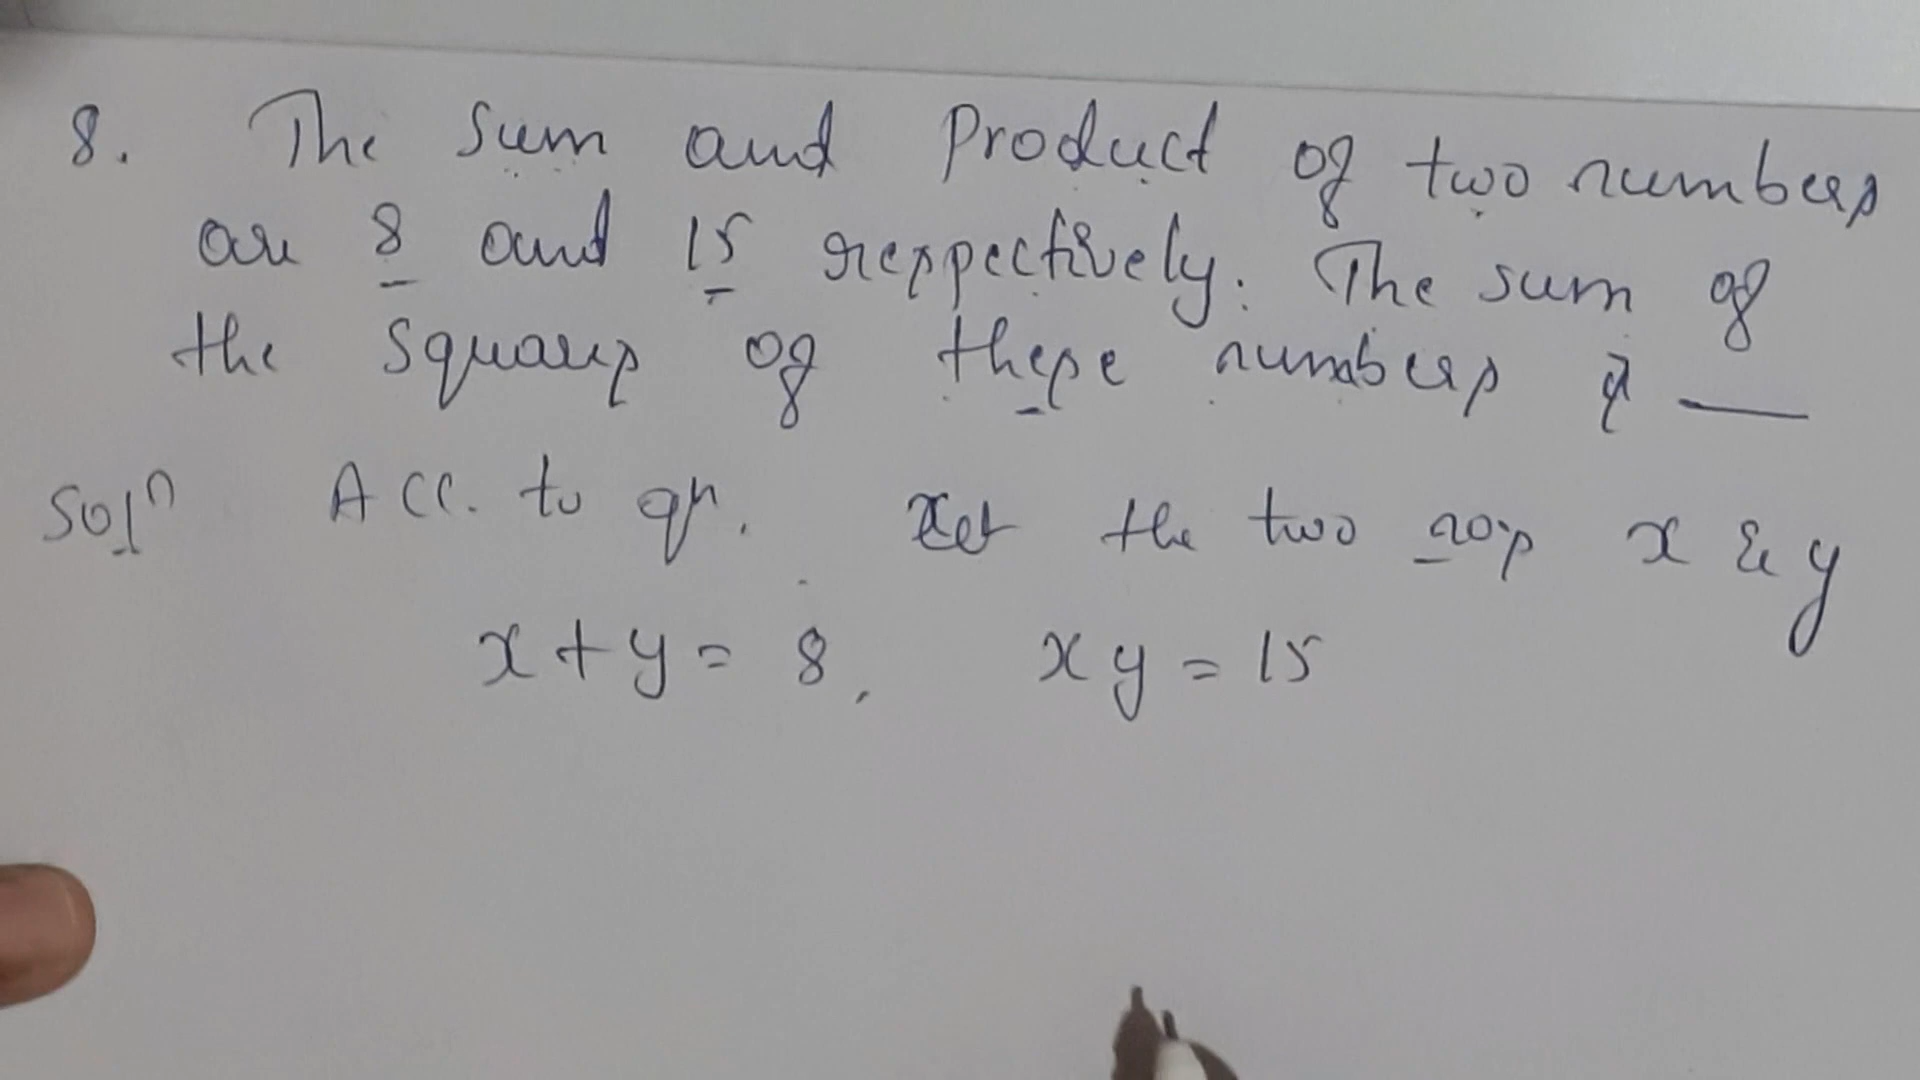 8. The sum and Product of two numbers
are 8 and 15 respectively. The sum of
the squares of these numbers is __
Soln Acc. to qn. Let the two nos x & y
x + y = 8, xy = 15